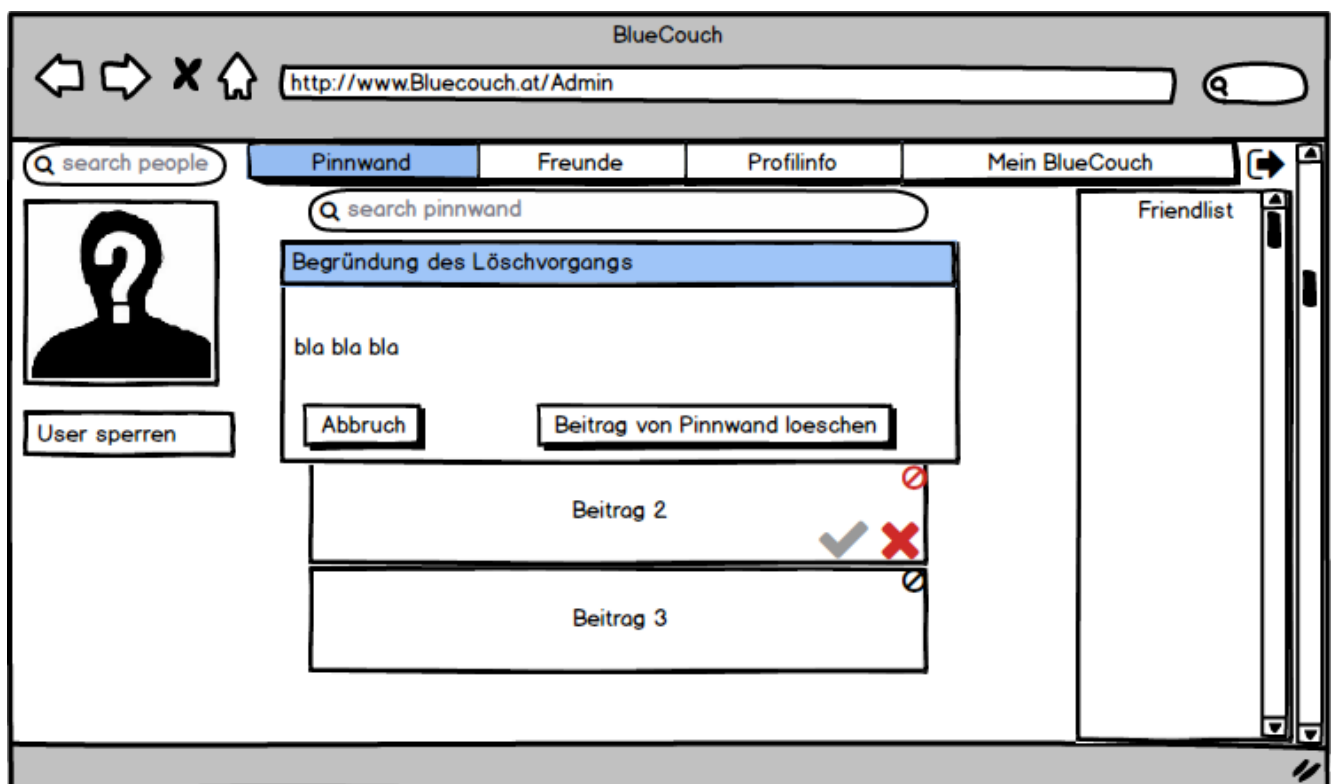 BlueCouch
http://www.Bluecouch.at/Admin
search people
Pinnwand
Freunde
Profilinfo
Mein BlueCouch
search pinnwand
Friendlist
Begründung des Löschvorgangs
bla bla bla
Abbruch
Beitrag von Pinnwand loeschen
User sperren
Beitrag 2
Beitrag 3